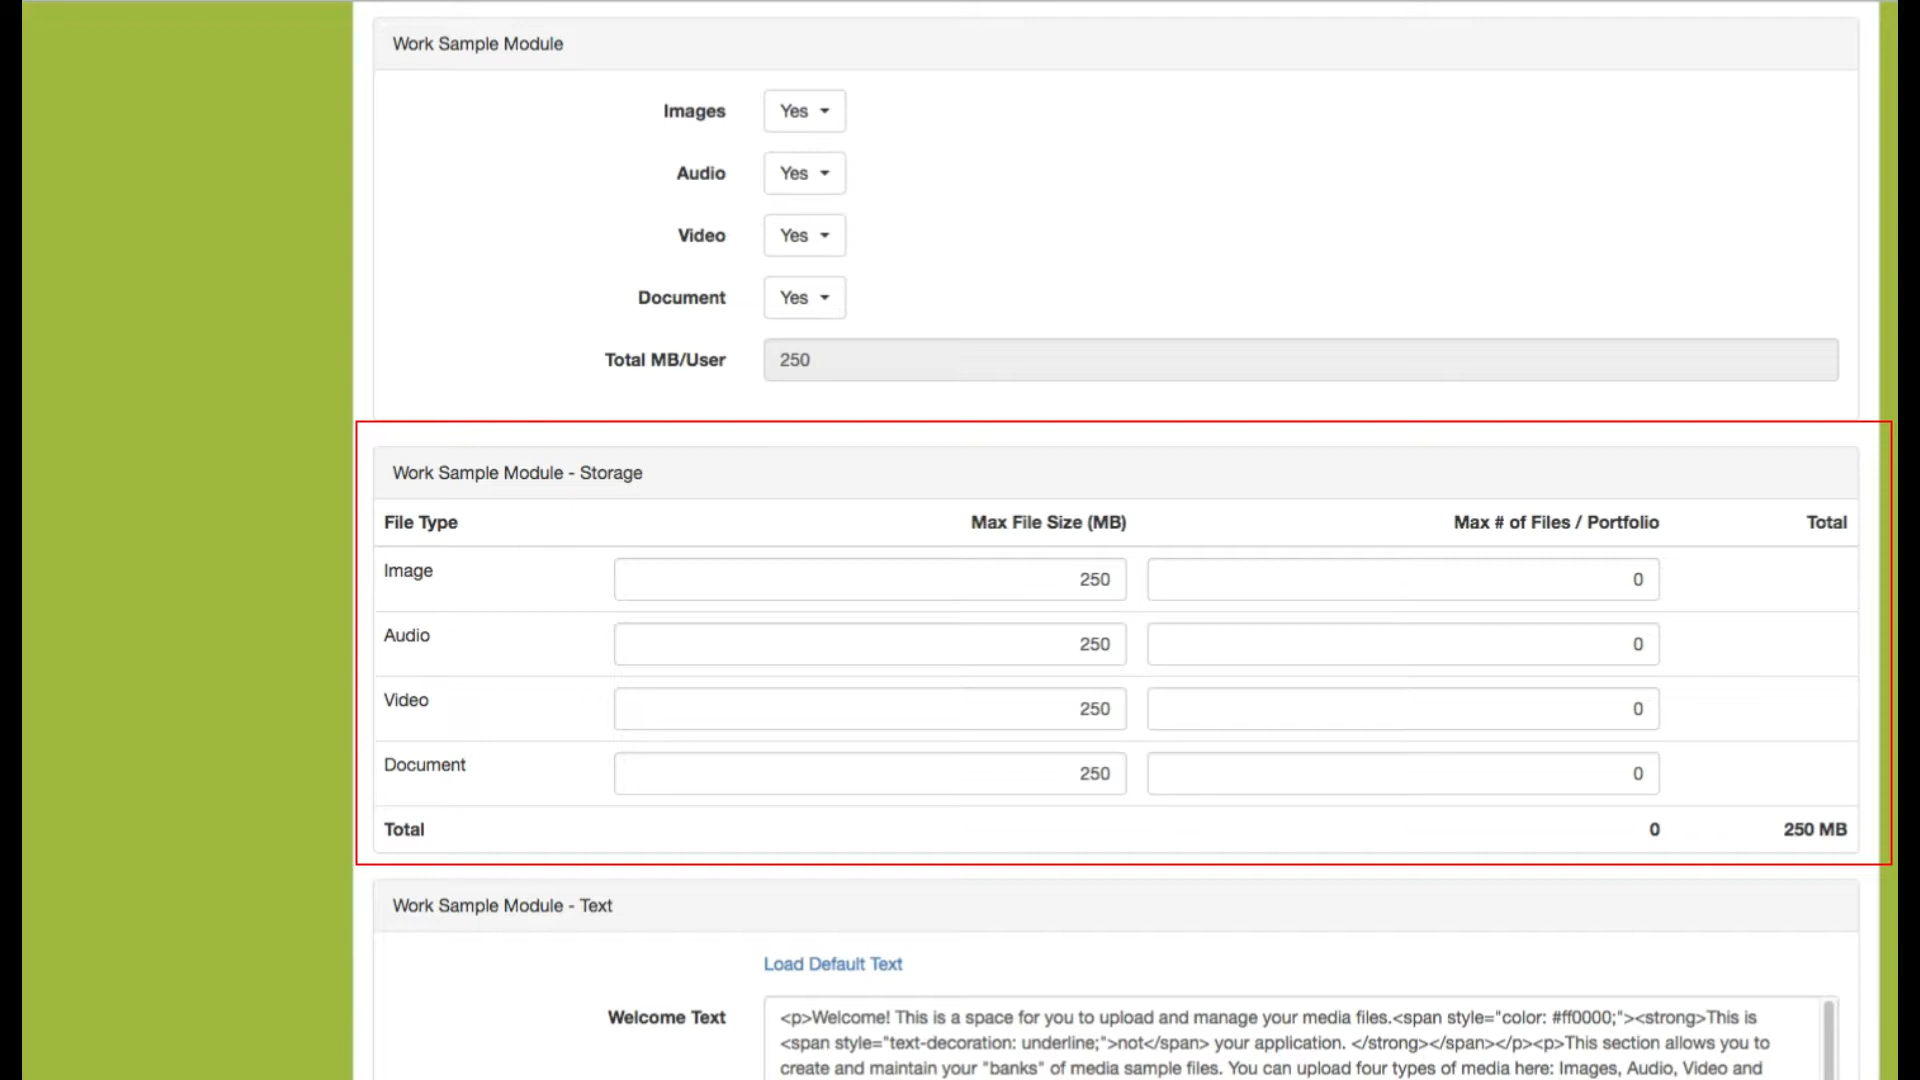 Work Sample Module
Images Yes
Audio Yes
Video Yes
Document Yes
Total MB/User 250
Work Sample Module - Storage
File Type Max File Size (MB) Max # of Files / Portfolio Total
Image 250 0
Audio 250 0
Video 250 0
Document 250 0
Total 0 250 MB
Work Sample Module - Text
Load Default Text
Welcome Text
<p>Welcome! This is a space for you to upload and manage your media files.<span style="color: #ff0000;"><strong>This is
<span style="text-decoration: underline;">not</span> your application. </strong></span></p><p>This section allows you to
create and maintain your "banks" of media sample files. You can upload four types of media here: Images, Audio, Video and